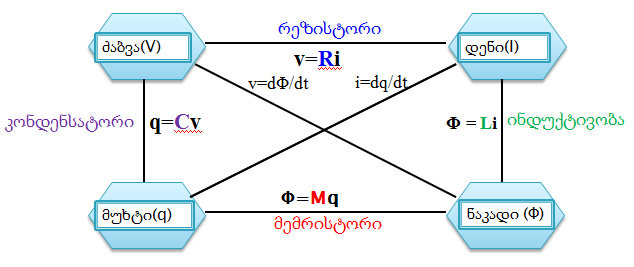 რეზისტორი
ძაბვა(V)
დენი(I)
v=Ri
v=dΦ/dt
i=dq/dt
კონდენსატორი
q=Cv
Φ = Li
ინდუქტივობა
მუხტი(q)
Φ=Mq
ნაკადი (Φ)
მემრისტორი